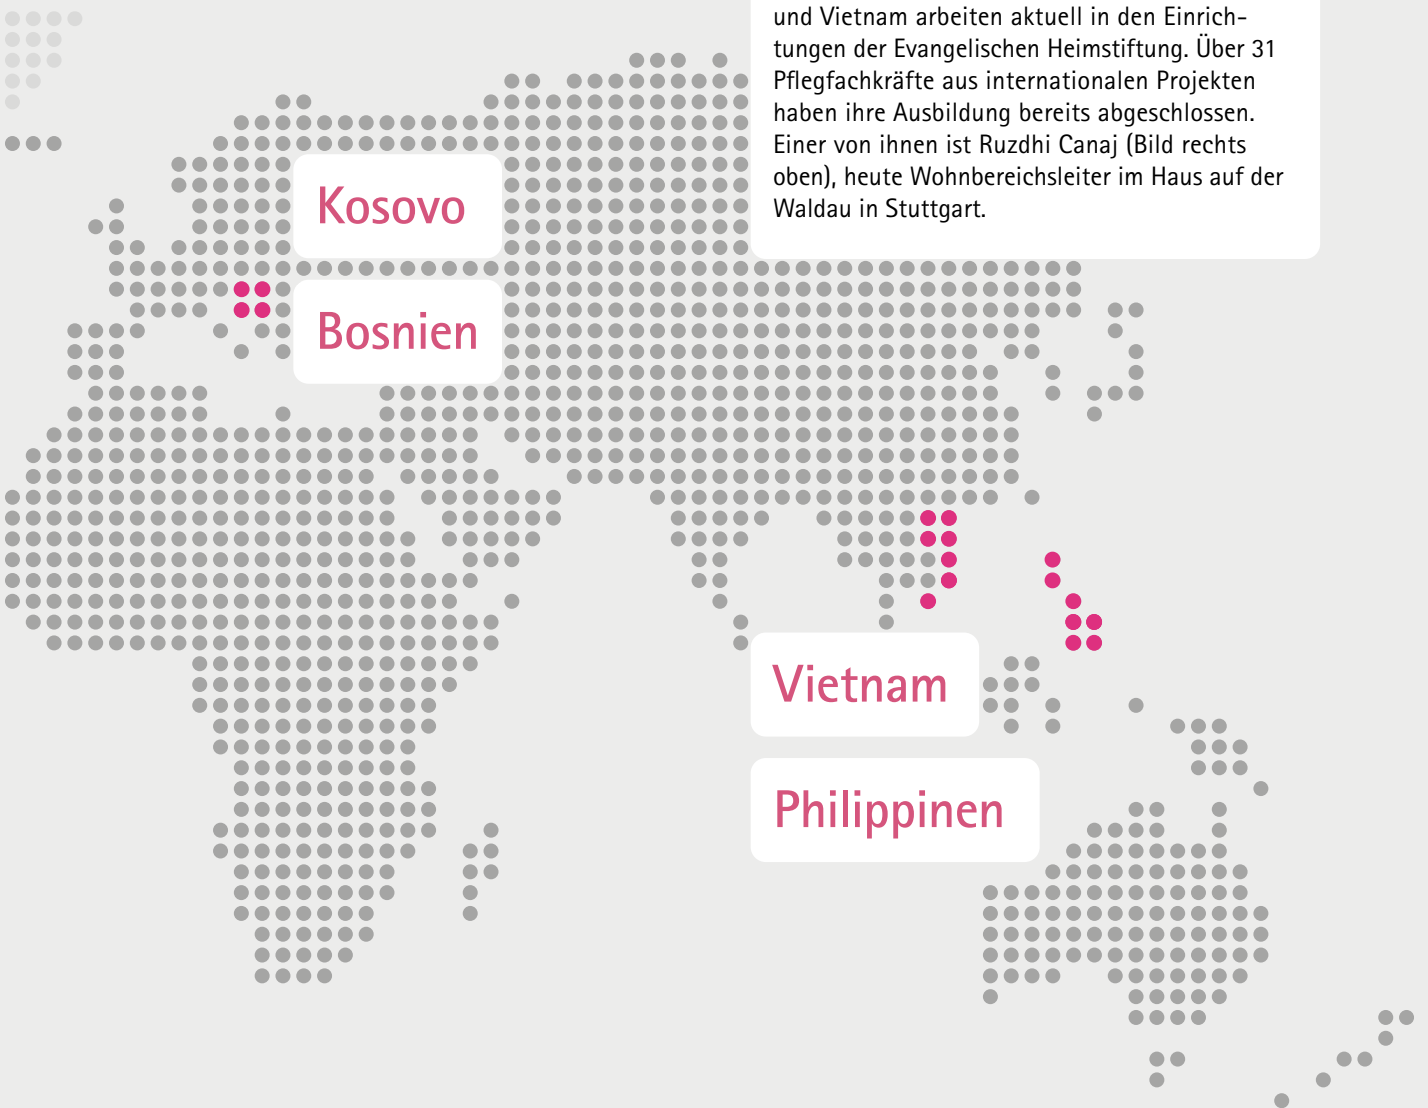 und Vietnam arbeiten aktuell in den Einrich-
tungen der Evangelischen Heimstiftung. Über 31
Pflegfachkräfte aus internationalen Projekten
haben ihre Ausbildung bereits abgeschlossen.
Einer von ihnen ist Ruzdhi Canaj (Bild rechts
oben), heute Wohnbereichsleiter im Haus auf der
Waldau in Stuttgart.
Kosovo
Bosnien
Vietnam
Philippinen